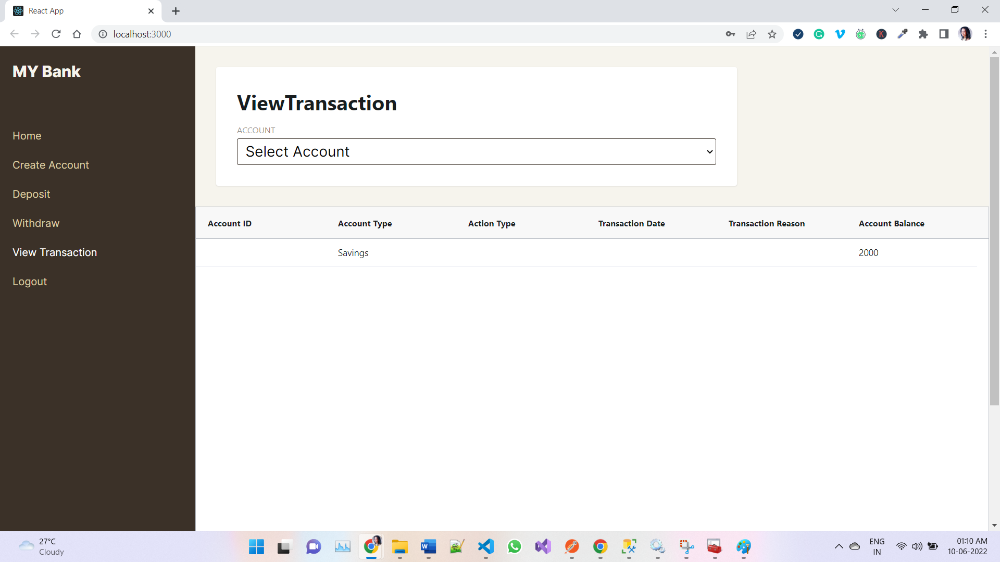 React App
localhost:3000
MY Bank
Home
Create Account
Deposit
Withdraw
View Transaction
Logout
ViewTransaction
ACCOUNT
Select Account
Account ID Account Type Action Type Transaction Date Transaction Reason Account Balance
Savings 2000
27°C
Cloudy
ENG
IN
01:10 AM
10-06-2022